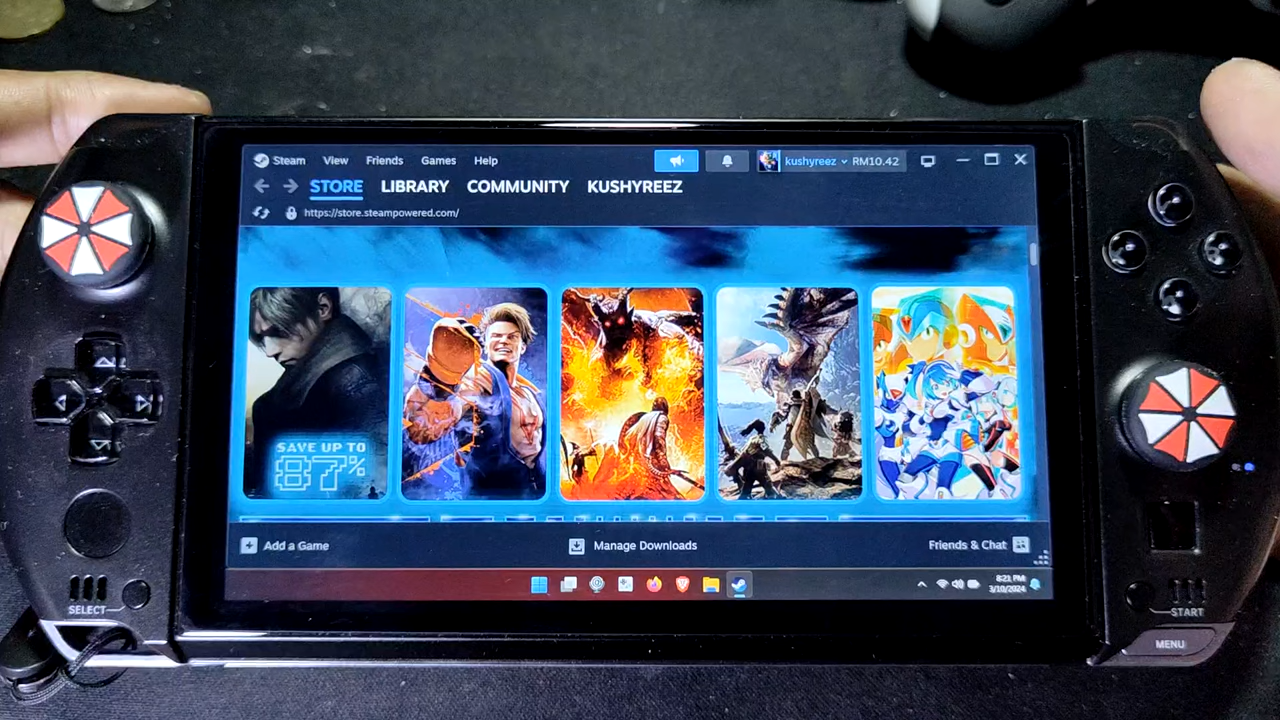 Steam View Friends Games Help kushyreez RM10.42
STORE LIBRARY COMMUNITY KUSHYREEZ
https://store.steampowered.com/
SAVE UP TO
87%
Add a Game Manage Downloads Friends & Chat
8:21 PM
3/10/2024
SELECT
START
MENU